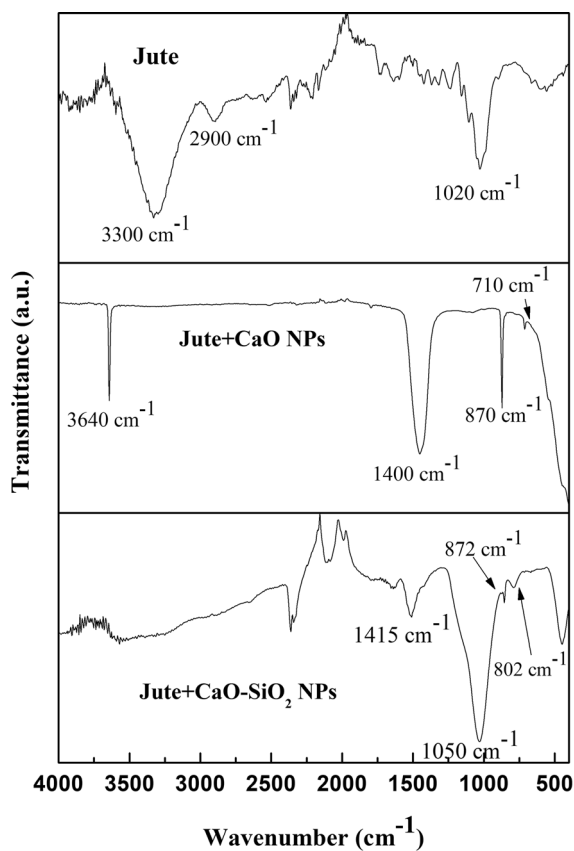 Jute
2900 cm-1
3300 cm-1
1020 cm-1
710 cm-1
Jute+CaO NPs
3640 cm-1
870 cm-1
1400 cm-1
872 cm-1
1415 cm-1
802 cm-1
Jute+CaO-SiO2 NPs
1050 cm-1
4000 3500 3000 2500 2000 1500 1000 500
Wavenumber (cm-1)
Transmittance (a.u.)